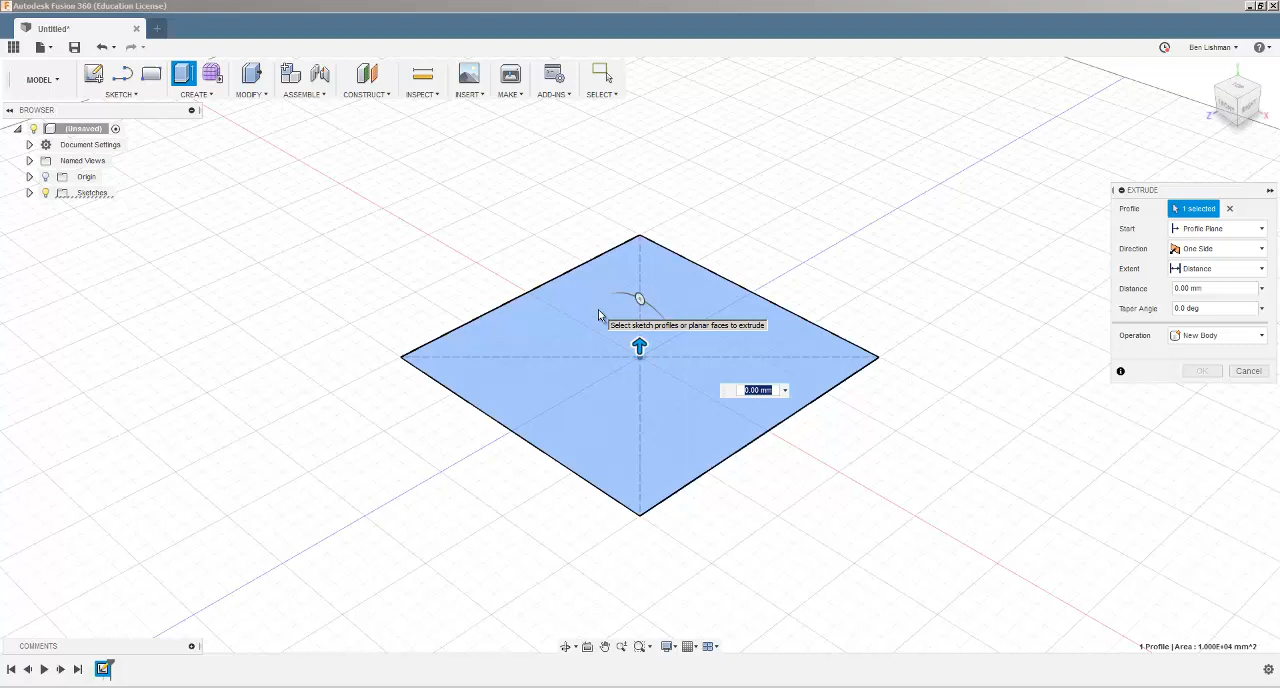 Autodesk Fusion 360 (Education License)
Untitled*
Ben Lishman
MODEL
SKETCH
CREATE
MODIFY
ASSEMBLE
CONSTRUCT
INSPECT
INSERT
MAKE
ADD-INS
SELECT
BROWSER
(Unsaved)
Document Settings
Named Views
Origin
Sketches
TOP
FRONT
RIGHT
Y
Z
X
EXTRUDE
Profile 1 selected
Start Profile Plane
Direction One Side
Extent Distance
Distance 0.00 mm
Taper Angle 0.0 deg
Operation New Body
OK Cancel
Select sketch profiles or planar faces to extrude
0.00 mm
COMMENTS
1 Profile | Area : 1.000E+04 mm^2